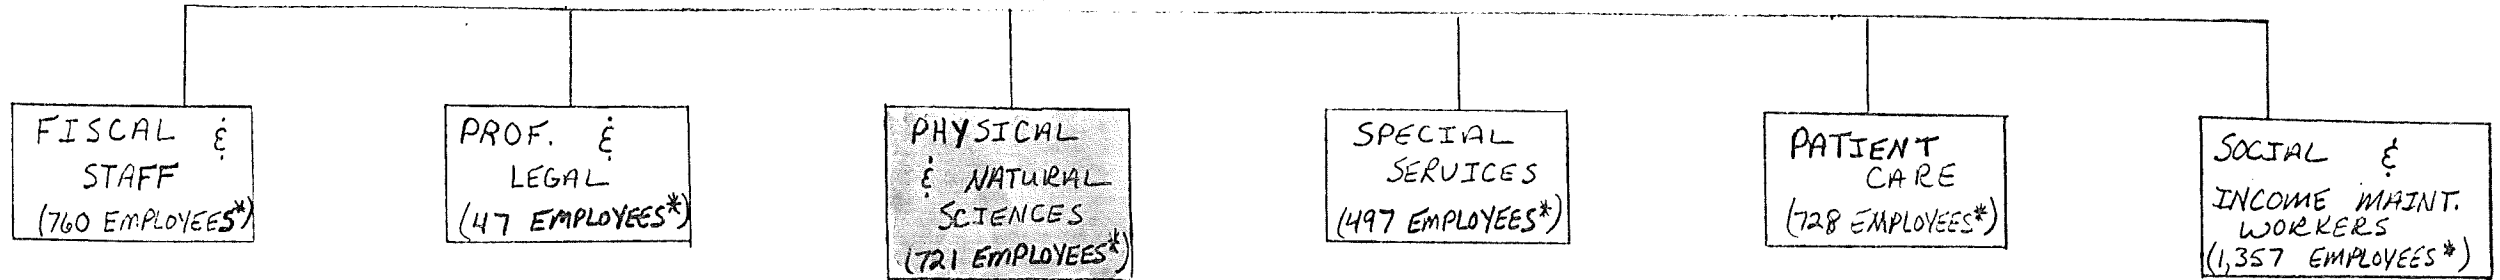 FISCAL &
STAFF
(760 EMPLOYEES*)
PROF. &
LEGAL
(47 EMPLOYEES*)
PHYSICAL
& NATURAL
SCIENCES
(721 EMPLOYEES*)
SPECIAL
SERVICES
(497 EMPLOYEES*)
PATIENT
CARE
(728 EMPLOYEES*)
SOCIAL &
INCOME MAINT.
WORKERS
(1,357 EMPLOYEES*)